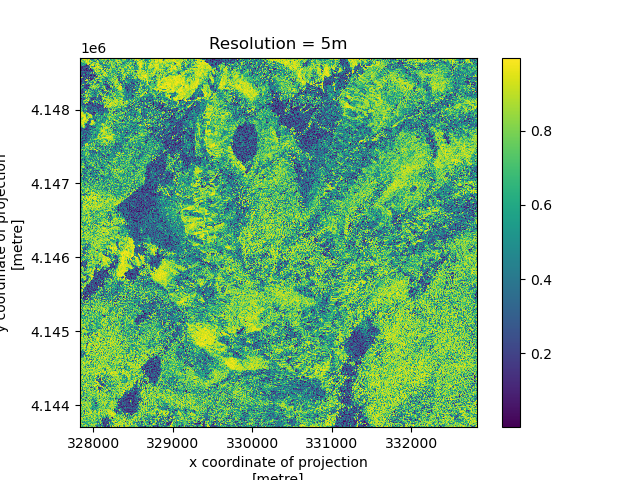 Resolution = 5m
1e6
4.148
4.147
4.146
4.145
4.144
y coordinate of projection
[metre]
328000 329000 330000 331000 332000
x coordinate of projection
[metre]
0.8
0.6
0.4
0.2